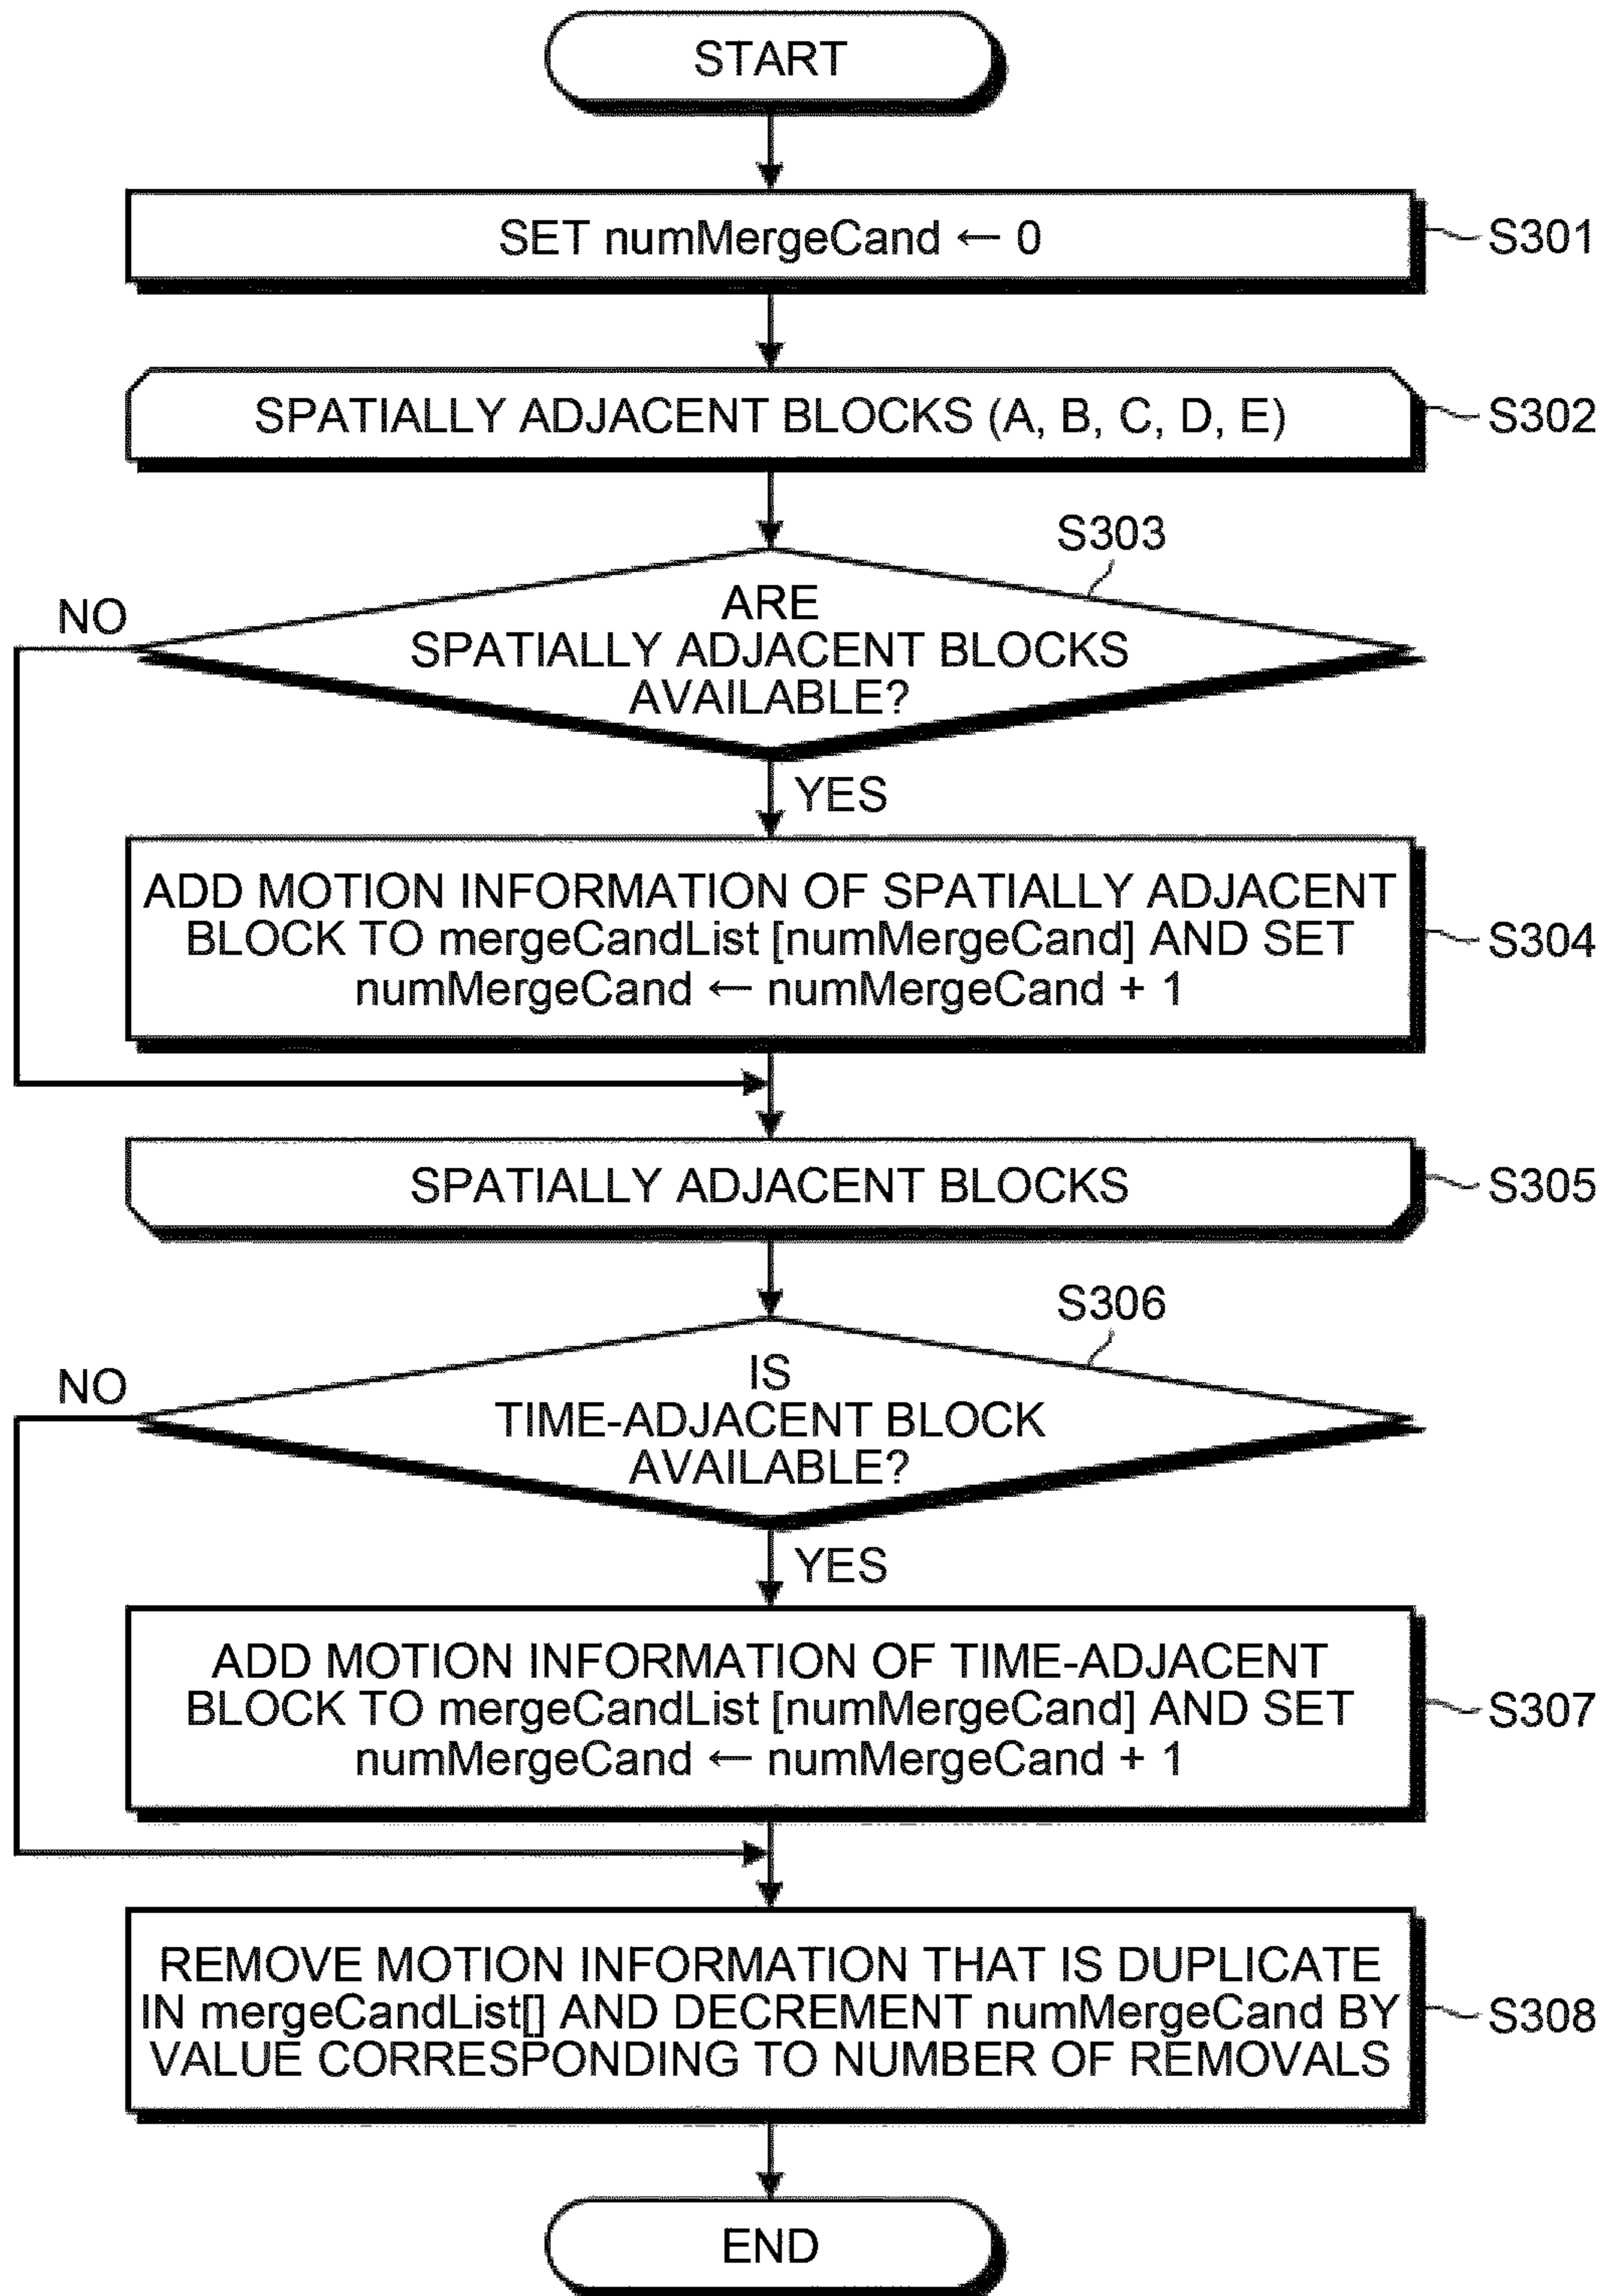 START
SET numMergeCand ← 0
S301
SPATIALLY ADJACENT BLOCKS (A, B, C, D, E)
S302
S303
NO
ARE
SPATIALLY ADJACENT BLOCKS
AVAILABLE?
YES
ADD MOTION INFORMATION OF SPATIALLY ADJACENT
BLOCK TO mergeCandList [numMergeCand] AND SET
numMergeCand ← numMergeCand + 1
S304
SPATIALLY ADJACENT BLOCKS
S305
S306
NO
IS
TIME-ADJACENT BLOCK
AVAILABLE?
YES
ADD MOTION INFORMATION OF TIME-ADJACENT
BLOCK TO mergeCandList [numMergeCand] AND SET
numMergeCand ← numMergeCand + 1
S307
REMOVE MOTION INFORMATION THAT IS DUPLICATE
IN mergeCandList[] AND DECREMENT numMergeCand BY
VALUE CORRESPONDING TO NUMBER OF REMOVALS
S308
END